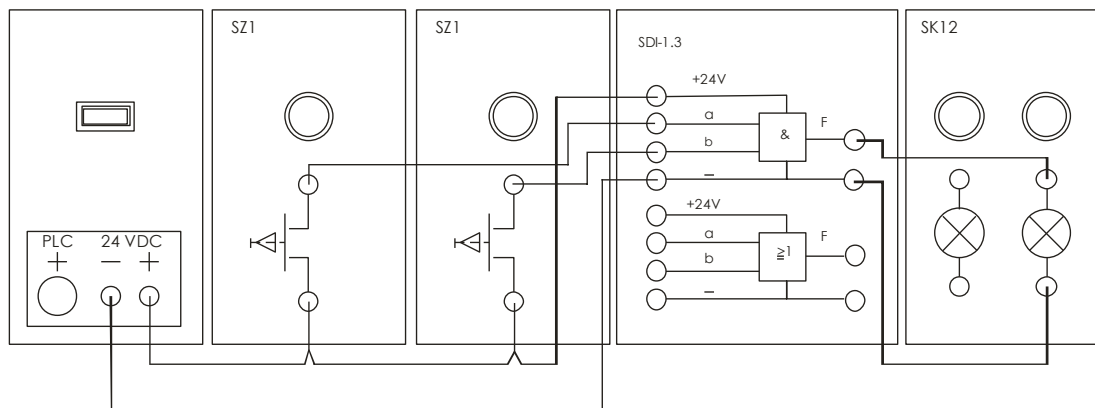 SZ1
SZ1
SDI-1.3
SK12
+24V
a
b
–
&
F
+24V
a
b
–
≧1
F
PLC 24 VDC
+ – +